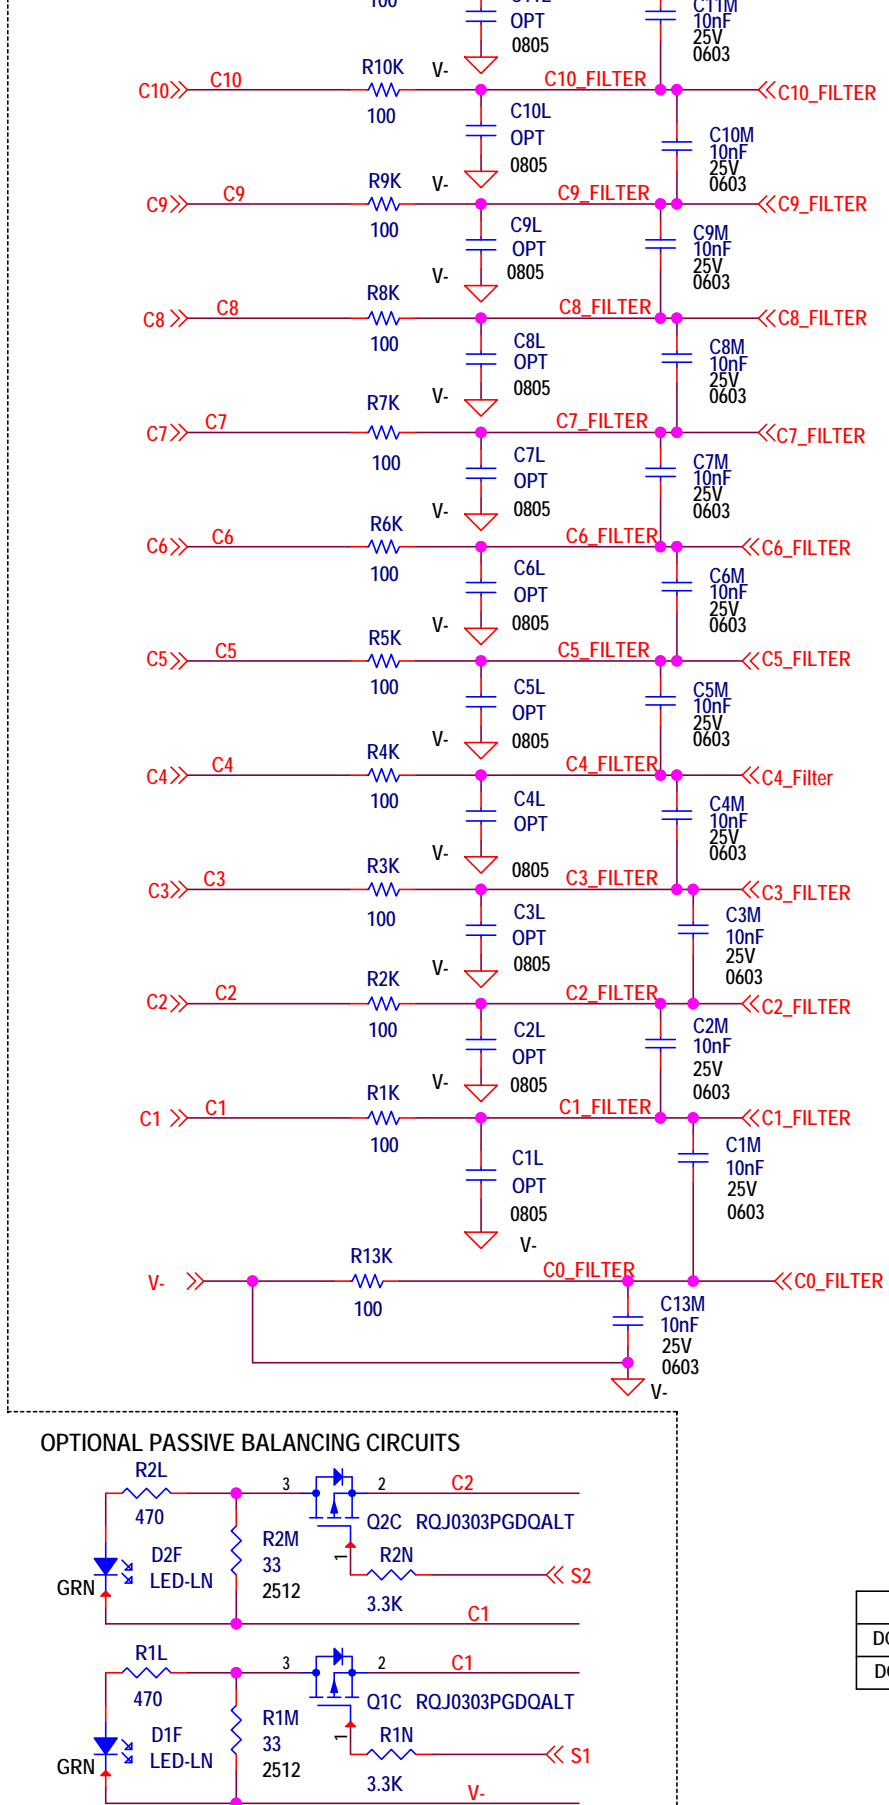 100
OPT
0805
C11M
10nF
25V
0603
R10K
V-
C10_FILTER
C10
C10
C10_FILTER
100
C10L
OPT
0805
C10M
10nF
25V
0603
R9K
V-
C9_FILTER
C9
C9
C9_FILTER
100
C9L
OPT
0805
C9M
10nF
25V
0603
V-
R8K
C8_FILTER
C8
C8
C8_FILTER
100
C8L
OPT
0805
C8M
10nF
25V
0603
V-
R7K
C7_FILTER
C7
C7
C7_FILTER
100
C7L
OPT
0805
C7M
10nF
25V
0603
V-
R6K
C6_FILTER
C6
C6
C6_FILTER
100
C6L
OPT
0805
C6M
10nF
25V
0603
V-
R5K
C5_FILTER
C5
C5
C5_FILTER
100
C5L
OPT
0805
C5M
10nF
25V
0603
V-
R4K
C4_FILTER
C4
C4
C4_Filter
100
C4L
OPT
0805
C4M
10nF
25V
0603
V-
R3K
C3_FILTER
C3
C3
C3_FILTER
100
C3L
OPT
0805
C3M
10nF
25V
0603
V-
R2K
C2_FILTER
C2
C2
C2_FILTER
100
C2L
OPT
0805
C2M
10nF
25V
0603
V-
R1K
C1_FILTER
C1
C1
C1_FILTER
100
C1L
OPT
0805
V-
C1M
10nF
25V
0603
R13K
C0_FILTER
V-
C0_FILTER
100
C13M
10nF
25V
0603
V-
OPTIONAL PASSIVE BALANCING CIRCUITS
R2L
470
3
2
C2
Q2C RQJ0303PGDQALT
R2M
33
2512
D2F
LED-LN
GRN
1
R2N
S2
3.3K
C1
R1L
470
3
2
C1
Q1C RQJ0303PGDQALT
R1M
33
2512
D1F
LED-LN
GRN
1
R1N
S1
3.3K
V-